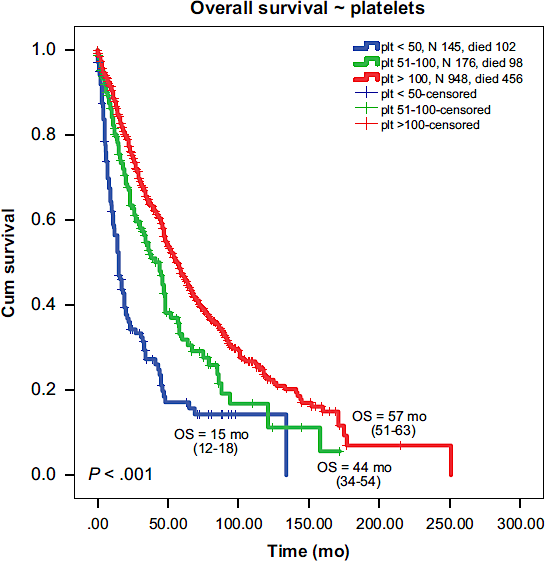 Overall survival ~ platelets
plt < 50, N 145, died 102
plt 51-100, N 176, died 98
plt > 100, N 948, died 456
plt < 50-censored
plt 51-100-censored
plt >100-censored
1.0
0.8
0.6
0.4
0.2
0.0
Cum survival
OS = 15 mo
(12-18)
OS = 57 mo
(51-63)
OS = 44 mo
(34-54)
P < .001
.00 50.00 100.00 150.00 200.00 250.00 300.00
Time (mo)